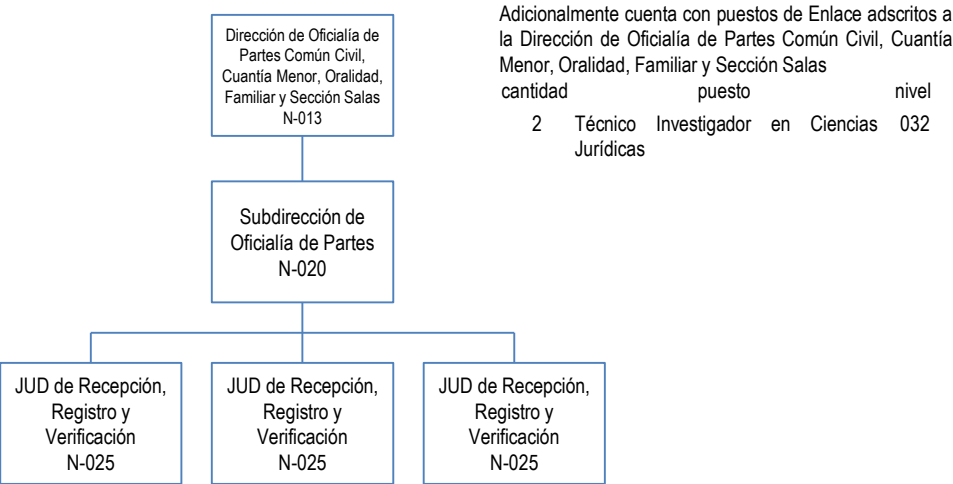 Dirección de Oficialía de
Partes Común Civil,
Cuantía Menor, Oralidad,
Familiar y Sección Salas
N-013
Adicionalmente cuenta con puestos de Enlace adscritos a
la Dirección de Oficialía de Partes Común Civil, Cuantía
Menor, Oralidad, Familiar y Sección Salas
cantidad puesto nivel
2 Técnico Investigador en Ciencias 032
Jurídicas
Subdirección de
Oficialía de Partes
N-020
JUD de Recepción,
Registro y
Verificación
N-025
JUD de Recepción,
Registro y
Verificación
N-025
JUD de Recepción,
Registro y
Verificación
N-025